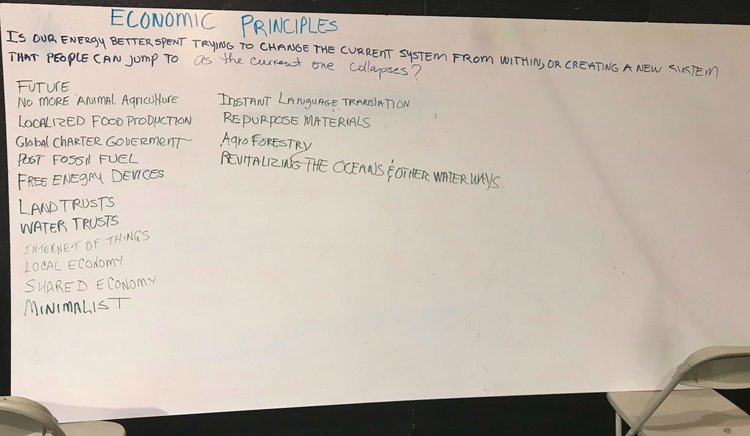 ECONOMIC PRINCIPLES
IS OUR ENERGY BETTER SPENT TRYING TO CHANGE THE CURRENT SYSTEM FROM WITHIN, OR CREATING A NEW SYSTEM
THAT PEOPLE CAN JUMP TO as the current one collapses?
FUTURE
NO MORE ANIMAL AgRICULTURE
LOCALIZED FOOD PRODUCTION
Global CHARTER GOVERMENT
POST FOSSIL FUEL
FREE ENEGRY DEVICES
LAND TRUSTS
WATER TRUSTS
INTERNET OF THINGS
LOCAL ECONOMY
SHARED ECONOMY
MINIMALIST
INSTANT LANGUAGE TRANSLATION
REPURPOSE MATERIALS
AgRO FORESTRY
REVITALIZING THE OCEANS & OTHER WATER WAYS